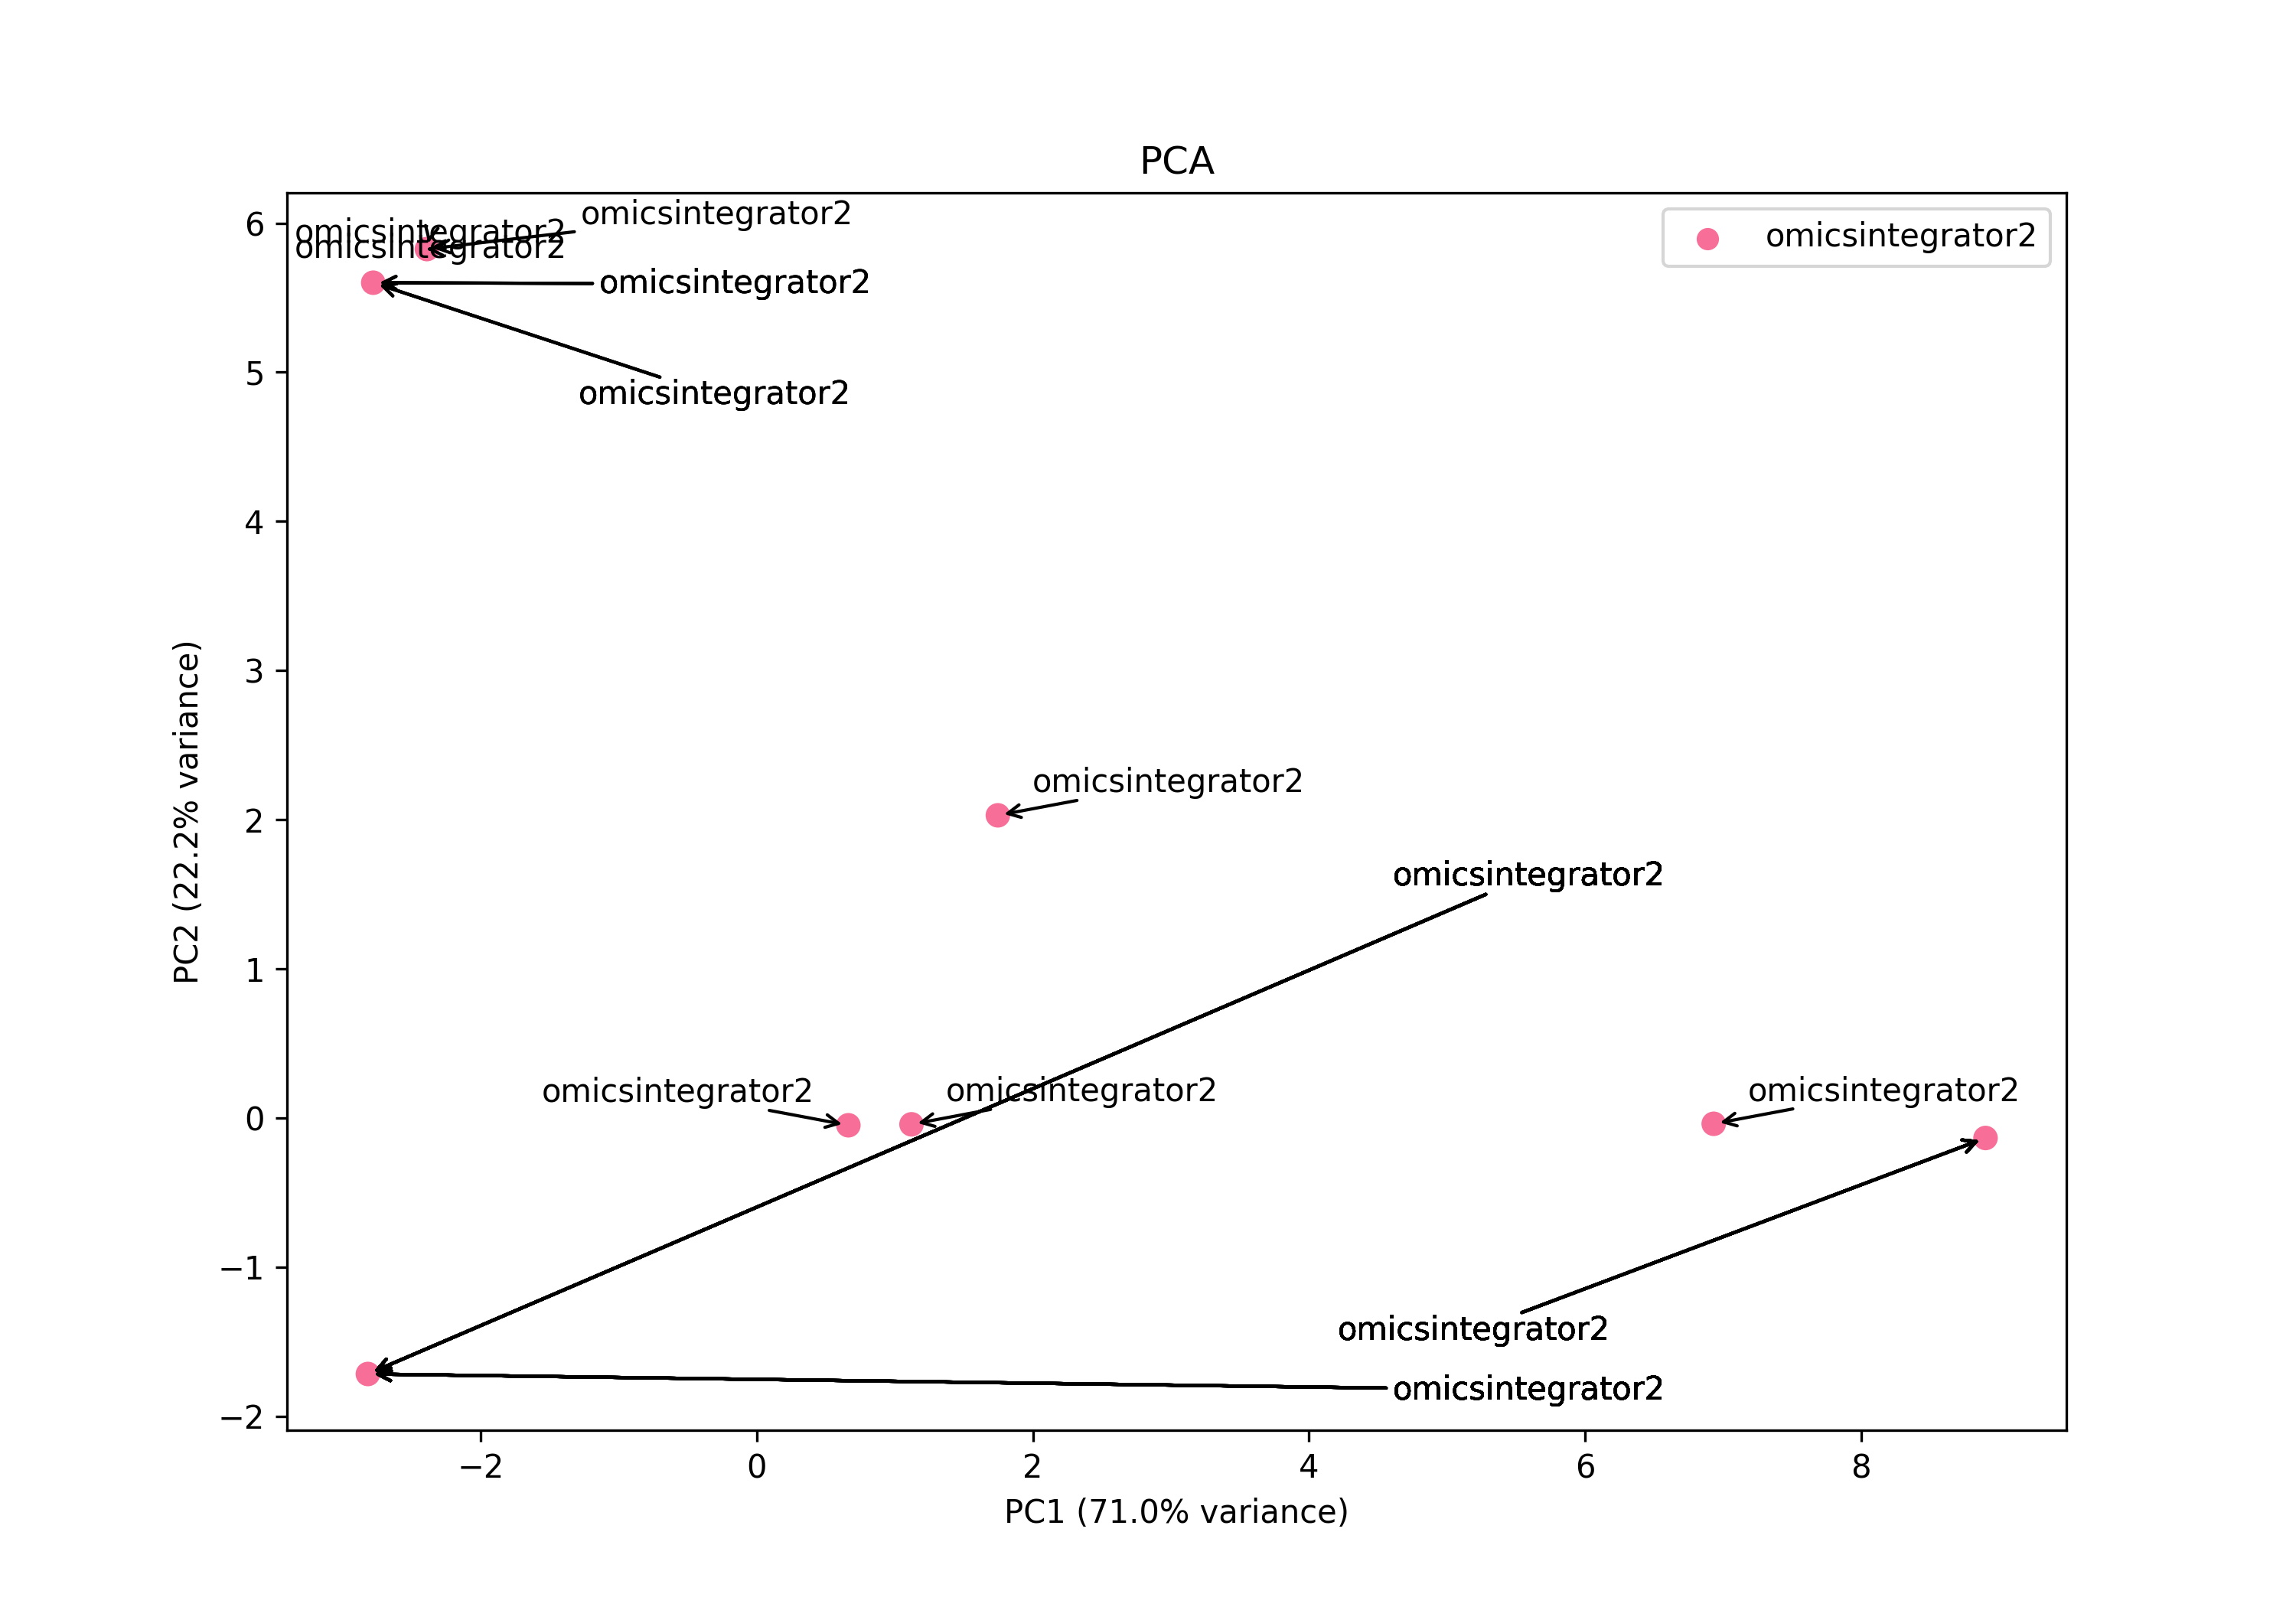 PCA
6
omicsintegrator2
omicsintegrator2
omicsintegrator2
omicsintegrator2
omicsintegrator2
5
omicsintegrator2
4
3
omicsintegrator2
2
omicsintegrator2
1
omicsintegrator2
omicsintegrator2
omicsintegrator2
0
−1
omicsintegrator2
omicsintegrator2
−2
PC2 (22.2% variance)
−2 0 2 4 6 8
PC1 (71.0% variance)